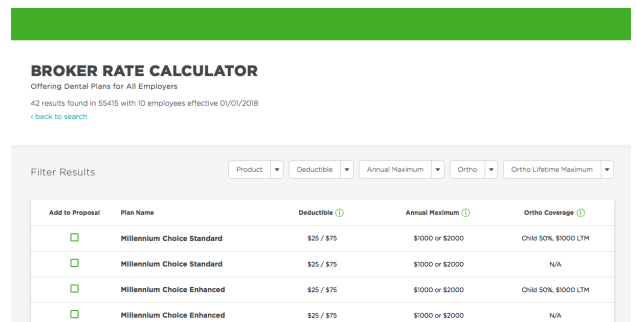 BROKER RATE CALCULATOR
Offering Dental Plans for All Employers
42 results found in 55415 with 10 employees effective 01/01/2018
‹ back to search
Filter Results Product Deductible Annual Maximum Ortho Ortho Lifetime Maximum
Add to Proposal Plan Name Deductible Annual Maximum Ortho Coverage
Millennium Choice Standard $25 / $75 $1000 or $2000 Child 50%, $1000 LTM
Millennium Choice Standard $25 / $75 $1000 or $2000 N/A
Millennium Choice Enhanced $25 / $75 $1000 or $2000 Child 50%, $1000 LTM
Millennium Choice Enhanced $25 / $75 $1000 or $2000 N/A